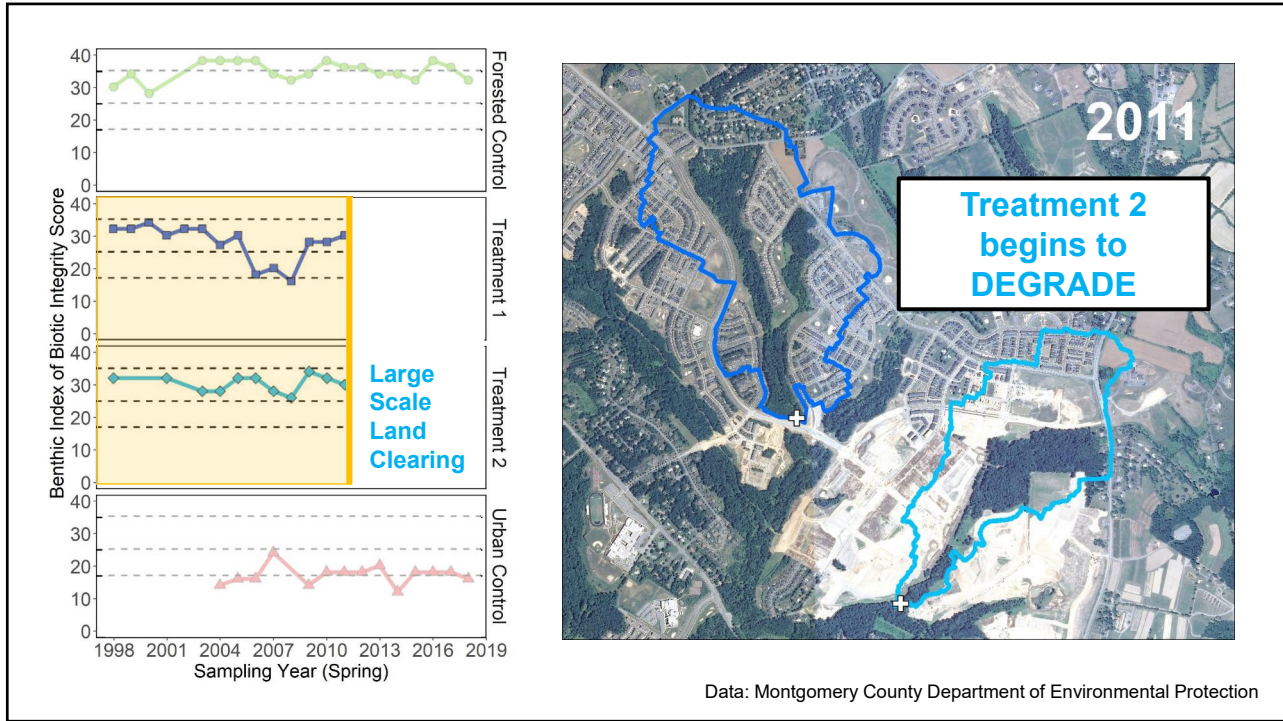 Benthic Index of Biotic Integrity Score
40
30
20
10
0
Forested Control
40
30
20
10
0
Treatment 1
40
30
20
10
0
Treatment 2
Large
Scale
Land
Clearing
40
30
20
10
0
Urban Control
1998 2001 2004 2007 2010 2013 2016 2019
Sampling Year (Spring)
2011
Treatment 2
begins to
DEGRADE
Data: Montgomery County Department of Environmental Protection